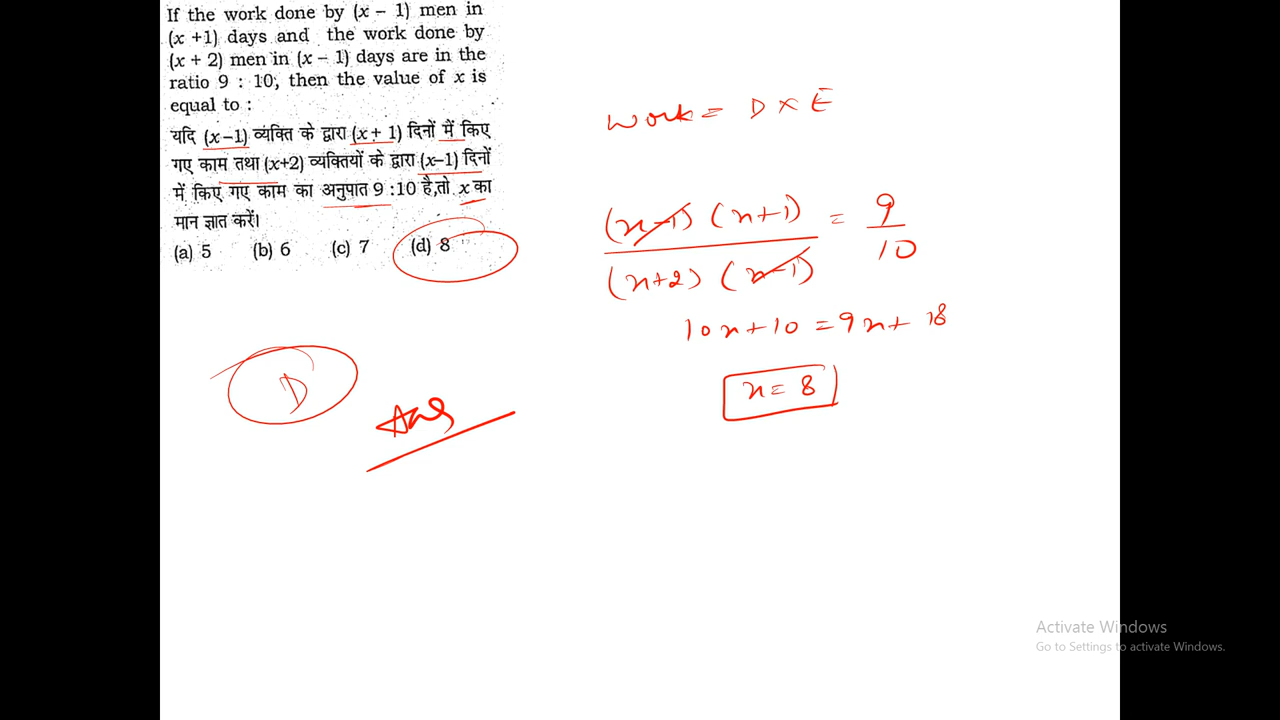 If the work done by (x – 1) men in
(x +1) days and the work done by
(x + 2) men in (x – 1) days are in the
ratio 9 : 10, then the value of x is
equal to :
यदि (x–1) व्यक्ति के द्वारा (x + 1) दिनों में किए
गए काम तथा (x+2) व्यक्तियों के द्वारा (x–1) दिनों
में किए गए काम का अनुपात 9 :10 है,तो x का
मान ज्ञात करें।
(a) 5 (b) 6 (c) 7 (d) 8
work = D × E
(x-1) (x+1) = 9
(x+2) (x-1) 10
10x+10 = 9x+ 18
x= 8
D
Ans
Activate Windows
Go to Settings to activate Windows.